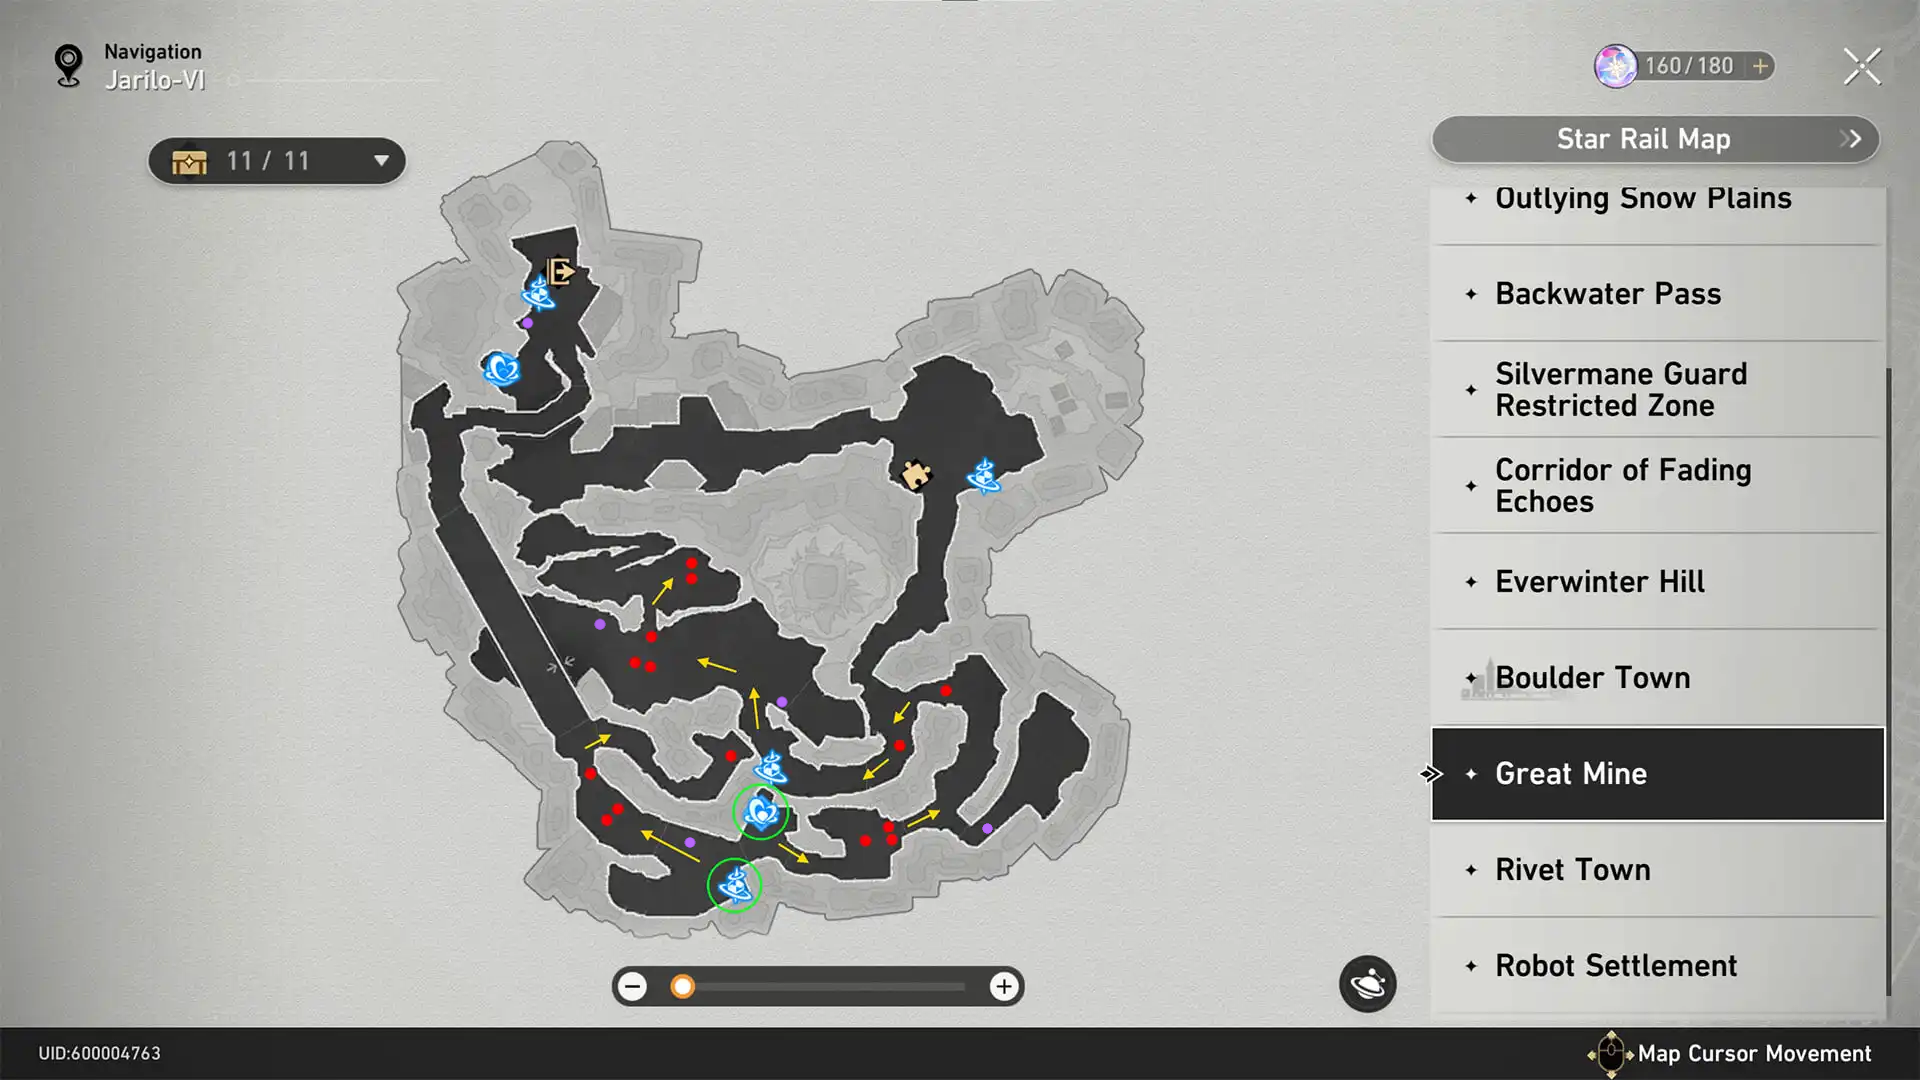 Navigation
Jarilo-VI
160/180
11 / 11
Star Rail Map
Outlying Snow Plains
Backwater Pass
Silvermane Guard
Restricted Zone
Corridor of Fading
Echoes
Everwinter Hill
Boulder Town
Great Mine
Rivet Town
Robot Settlement
UID:600004763
Map Cursor Movement